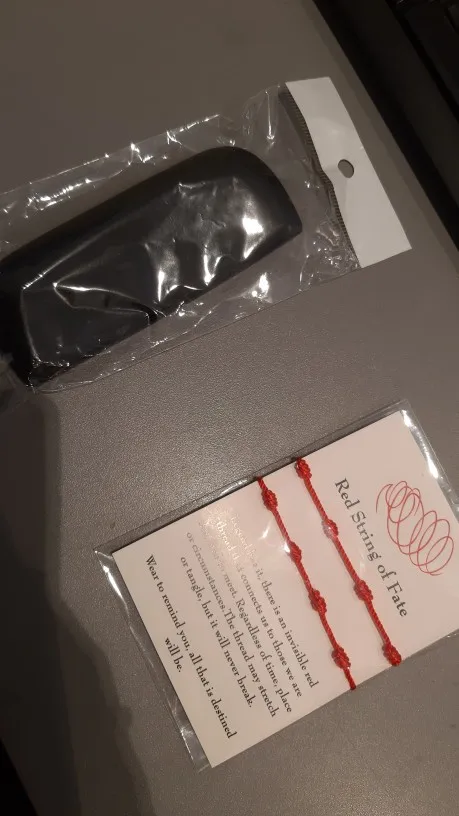 Red String of Fate
it, there is an invisible red
connects us to those we are
to meet. Regardless of time, place
or circumstances. The thread may stretch
or tangle, but it will never break.
Wear to remind you, all that is destined
will be.